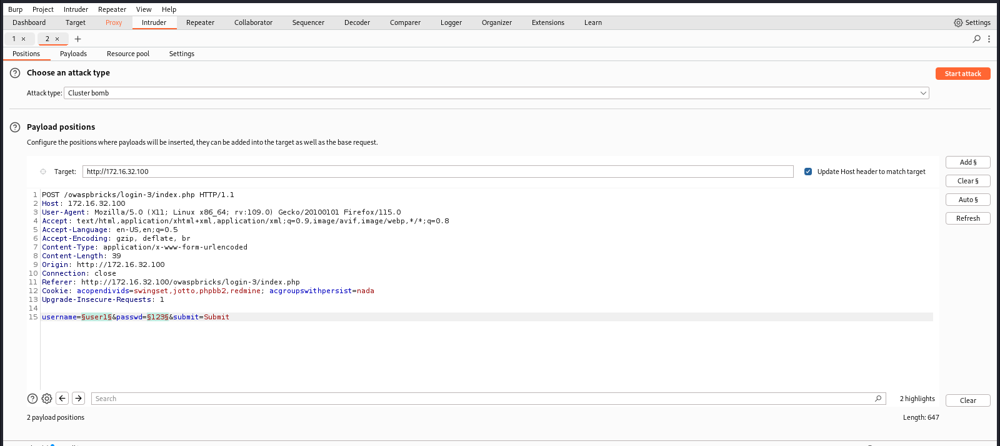 Burp Project Intruder Repeater View Help
Dashboard Target Proxy Intruder Repeater Collaborator Sequencer Decoder Comparer Logger Organizer Extensions Learn Settings
1 × 2 × +
Positions Payloads Resource pool Settings
? Choose an attack type
Start attack
Attack type: Cluster bomb
? Payload positions
Configure the positions where payloads will be inserted, they can be added into the target as well as the base request.
Target: http://172.16.32.100 Update Host header to match target
Add §
Clear §
Auto §
Refresh
1 POST /owaspbricks/login-3/index.php HTTP/1.1
2 Host: 172.16.32.100
3 User-Agent: Mozilla/5.0 (X11; Linux x86_64; rv:109.0) Gecko/20100101 Firefox/115.0
4 Accept: text/html,application/xhtml+xml,application/xml;q=0.9,image/avif,image/webp,*/*;q=0.8
5 Accept-Language: en-US,en;q=0.5
6 Accept-Encoding: gzip, deflate, br
7 Content-Type: application/x-www-form-urlencoded
8 Content-Length: 39
9 Origin: http://172.16.32.100
10 Connection: close
11 Referer: http://172.16.32.100/owaspbricks/login-3/index.php
12 Cookie: acopendivids=swingset,jotto,phpbb2,redmine; acgroupswithpersist=nada
13 Upgrade-Insecure-Requests: 1
14
15 username=§user1§&passwd=§123§&submit=Submit
? Search 2 highlights Clear
2 payload positions Length: 647